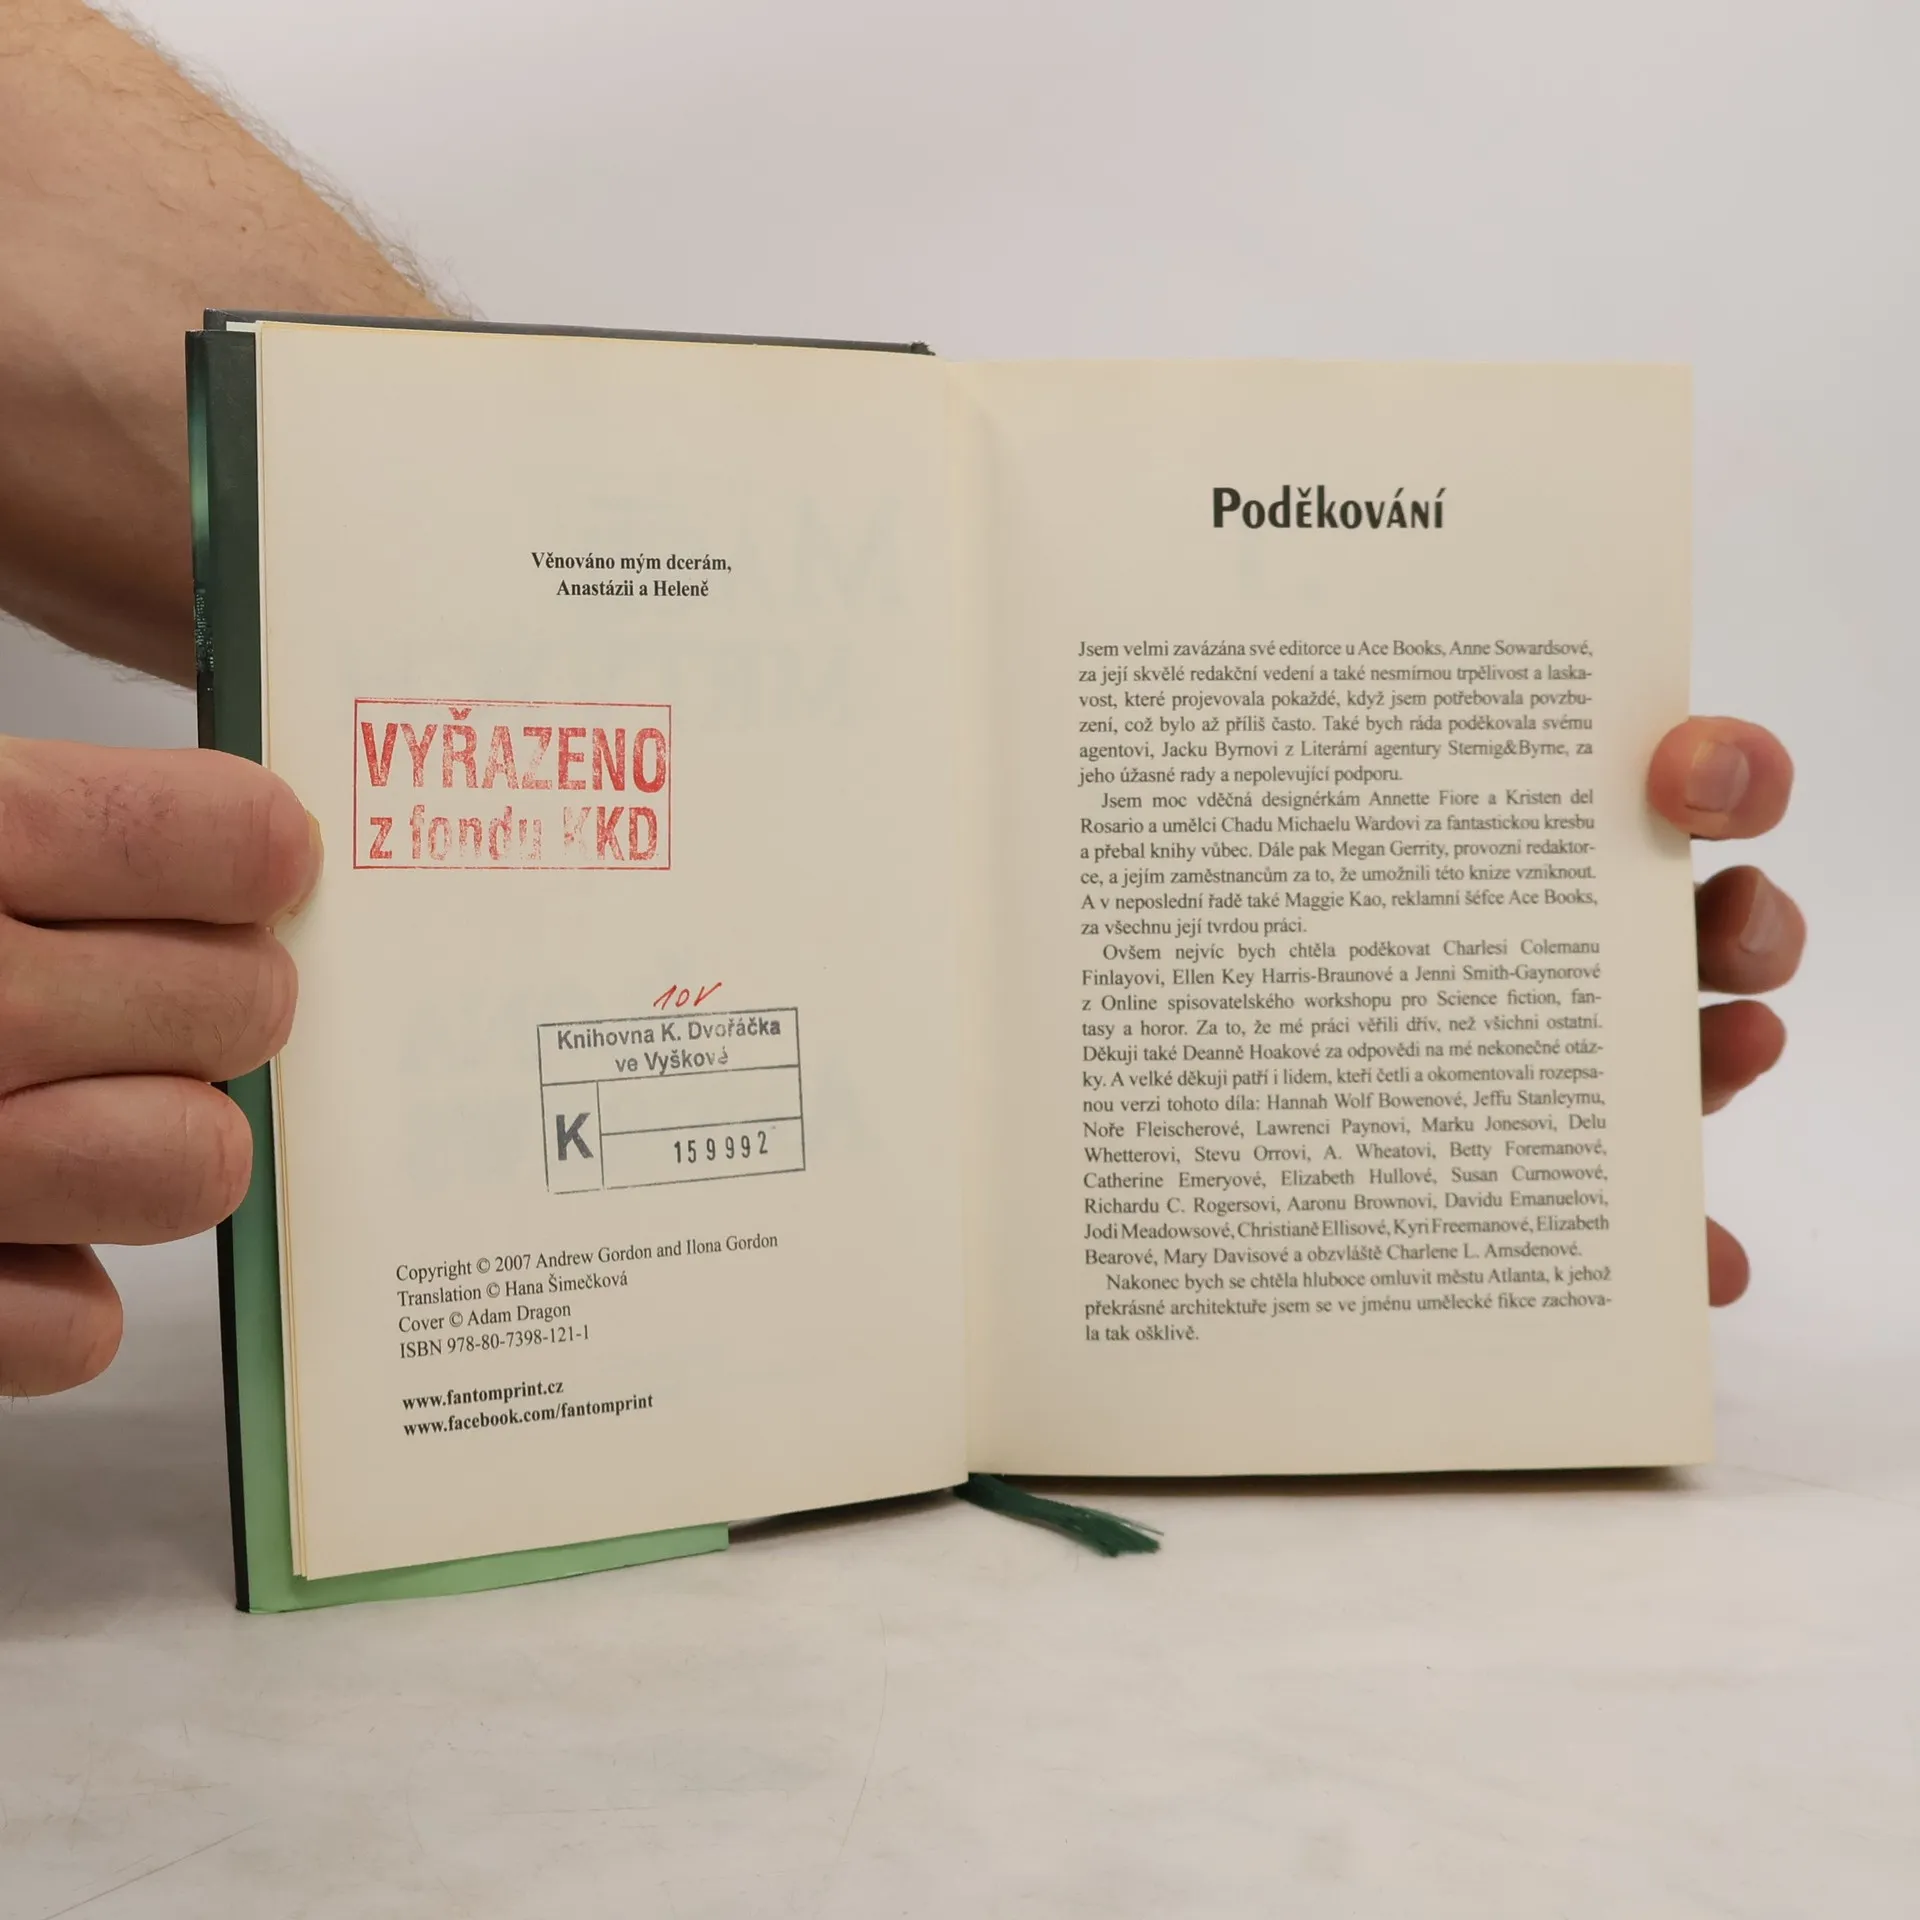 Věnováno mým dcerám,
Anastázii a Heleně
VYŘAZENO
z fondu KKD
10V
Knihovna K. Dvořáčka
ve Vyškově
K
159992
Copyright © 2007 Andrew Gordon and Ilona Gordon
Translation © Hana Šimečková
Cover © Adam Dragon
ISBN 978-80-7398-121-1
www.fantomprint.cz
www.facebook.com/fantomprint
Poděkování
Jsem velmi zavázána své editorce u Ace Books, Anne Sowardsové,
za její skvělé redakční vedení a také nesmírnou trpělivost a laska-
vost, které projevovala pokaždé, když jsem potřebovala povzbu-
zení, což bylo až příliš často. Také bych ráda poděkovala svému
agentovi, Jacku Byrnovi z Literární agentury Sternig&Byrne, za
jeho úžasné rady a nepolevující podporu.
Jsem moc vděčná designérkám Annette Fiore a Kristen del
Rosario a umělci Chadu Michaelu Wardovi za fantastickou kresbu
a přebal knihy vůbec. Dále pak Megan Gerrity, provozní redaktor-
ce, a jejím zaměstnancům za to, že umožnili této knize vzniknout.
A v neposlední řadě také Maggie Kao, reklamní šéfce Ace Books,
za všechnu její tvrdou práci.
Ovšem nejvíc bych chtěla poděkovat Charlesi Colemanu
Finlayovi, Ellen Key Harris-Braunové a Jenni Smith-Gaynorové
z Online spisovatelského workshopu pro Science fiction, fan-
tasy a horor. Za to, že mé práci věřili dřív, než všichni ostatní.
Děkuji také Deanně Hoakové za odpovědi na mé nekonečné otáz-
ky. A velké děkuji patří i lidem, kteří četli a okomentovali rozepsa-
nou verzi tohoto díla: Hannah Wolf Bowenové, Jeffu Stanleymu,
Noře Fleischerové, Lawrenci Paynovi, Marku Jonesovi, Delu
Whetterovi, Stevu Orrovi, A. Wheatovi, Betty Foremanové,
Catherine Emeryové, Elizabeth Hullové, Susan Curnowové,
Richardu C. Rogersovi, Aaronu Brownovi, Davidu Emanuelovi,
Jodi Meadowsové, Christianě Ellisové, Kyri Freemanové, Elizabeth
Bearové, Mary Davisové a obzvláště Charlene L. Amsdenové.
Nakonec bych se chtěla hluboce omluvit městu Atlanta, k jehož
překrásné architektuře jsem se ve jménu umělecké fikce zachova-
la tak ošklivě.